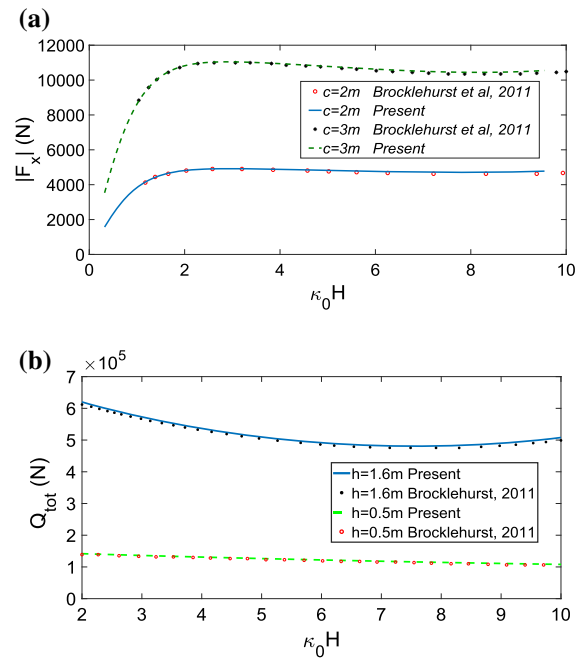 (a)
12000
10000
8000
6000
4000
2000
0
|Fx| (N)
c=2m Brocklehurst et al, 2011
c=2m Present
c=3m Brocklehurst et al, 2011
c=3m Present
0 2 4 6 8 10
κ0H
(b)
×10^5
7
6
5
4
3
2
1
0
Qtot (N)
h=1.6m Present
h=1.6m Brocklehurst, 2011
h=0.5m Present
h=0.5m Brocklehurst, 2011
2 3 4 5 6 7 8 9 10
κ0H